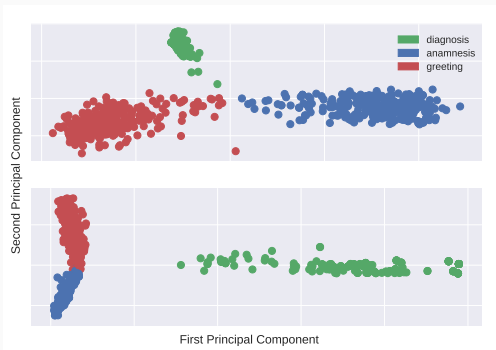 diagnosis
anamnesis
greeting
Second Principal Component
First Principal Component